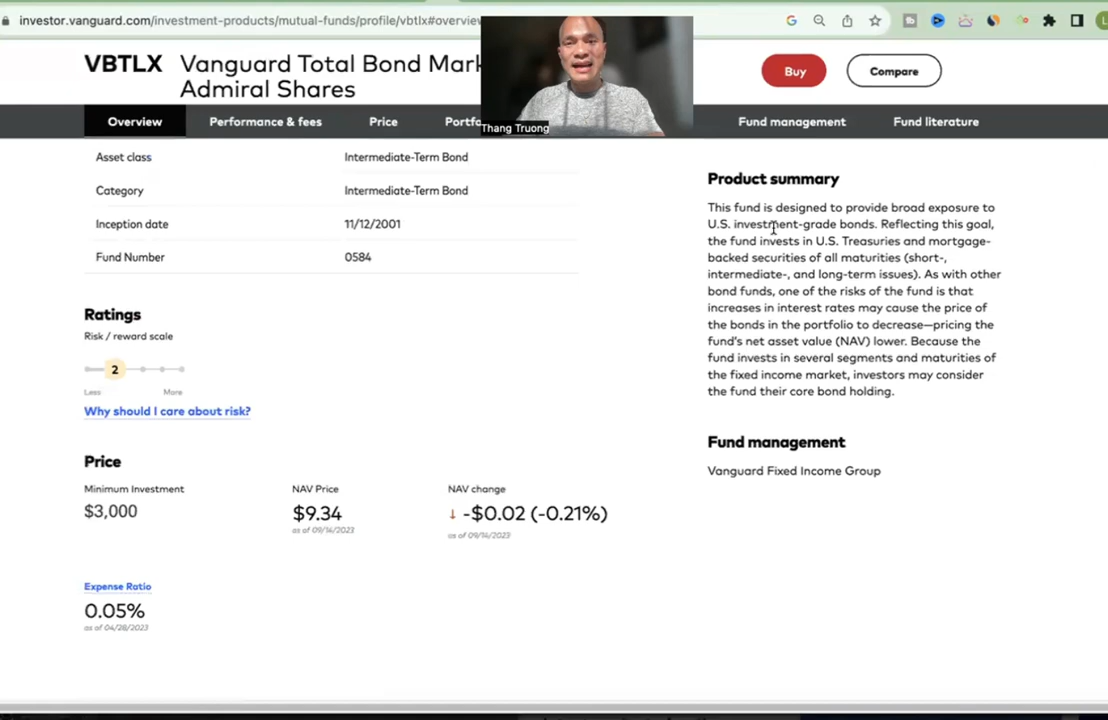 investor.vanguard.com/investment-products/mutual-funds/profile/vbtlx#overview
VBTLX Vanguard Total Bond Mark
Admiral Shares
Buy
Compare
Thang Truong
Overview
Performance & fees
Price
Portfo
Fund management
Fund literature
Asset class Intermediate-Term Bond
Category Intermediate-Term Bond
Inception date 11/12/2001
Fund Number 0584
Ratings
Risk / reward scale
2
Less More
Why should I care about risk?
Price
Minimum Investment NAV Price NAV change
$3,000 $9.34 ↓ -$0.02 (-0.21%)
as of 09/14/2023 as of 09/14/2023
Expense Ratio
0.05%
as of 04/28/2023
Product summary
This fund is designed to provide broad exposure to
U.S. investment-grade bonds. Reflecting this goal,
the fund invests in U.S. Treasuries and mortgage-
backed securities of all maturities (short-,
intermediate-, and long-term issues). As with other
bond funds, one of the risks of the fund is that
increases in interest rates may cause the price of
the bonds in the portfolio to decrease—pricing the
fund's net asset value (NAV) lower. Because the
fund invests in several segments and maturities of
the fixed income market, investors may consider
the fund their core bond holding.
Fund management
Vanguard Fixed Income Group